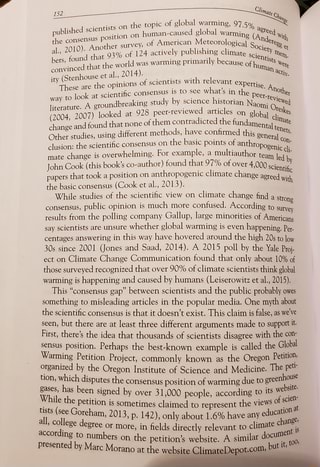 152
Climate Change
published scientists on the topic of global warming, 97.5% agreed with
the consensus position on human-caused global warming (Anderegg et
al., 2010). Another survey, of American Meteorological Society mem-
bers, found that 93% of 124 actively publishing climate scientists were
convinced that the world was warming primarily because of human activ-
ity (Stenhouse et al., 2014).
These are the opinions of scientists with relevant expertise. Another
way to look at scientific consensus is to see what's in the peer-reviewed
literature. A groundbreaking study by science historian Naomi Oreskes
(2004, 2007) looked at 928 peer-reviewed articles on global climate
change and found that none of them contradicted the fundamental tenets.
Other studies, using different methods, have confirmed this general con-
clusion: the scientific consensus on the basic points of anthropogenic cli-
mate change is overwhelming. For example, a multiauthor team led by
John Cook (this book's co-author) found that 97% of over 4,000 scientific
papers that took a position on anthropogenic climate change agreed with
the basic consensus (Cook et al., 2013).
While studies of the scientific view on climate change find a strong
consensus, public opinion is much more confused. According to survey
results from the polling company Gallup, large minorities of Americans
say scientists are unsure whether global warming is even happening. Per-
centages answering in this way have hovered around the high 20s to low
30s since 2001 (Jones and Saad, 2014). A 2015 poll by the Yale Proj-
ect on Climate Change Communication found that only about 10% of
those surveyed recognized that over 90% of climate scientists think global
warming is happening and caused by humans (Leiserowitz et al., 2015).
This "consensus gap" between scientists and the public probably owes
something to misleading articles in the popular media. One myth about
the scientific consensus is that it doesn't exist. This claim is false, as we've
seen, but there are at least three different arguments made to support it.
First, there's the idea that thousands of scientists disagree with the con-
sensus position. Perhaps the best-known example is called the Global
Warming Petition Project, commonly known as the Oregon Petition,
organized by the Oregon Institute of Science and Medicine. The peti-
tion, which disputes the consensus position of warming due to greenhouse
gases, has been signed by over 31,000 people, according to its website.
While the petition is sometimes claimed to represent the views of scien-
tists (see Goreham, 2013, p. 142), only about 1.6% have any education at
all, college degree or more, in fields directly relevant to climate change,
according to numbers on the petition's website. A similar document is
presented by Marc Morano at the website ClimateDepot.com, but it, too,